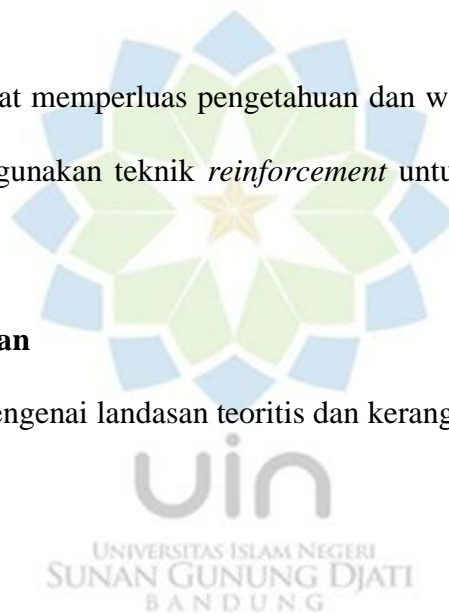 at memperluas pengetahuan dan w
gunakan teknik reinforcement untu
an
engenai landasan teoritis dan kerang
uin
UNIVERSITAS ISLAM NEGERI
SUNAN GUNUNG DJATI
BANDUNG